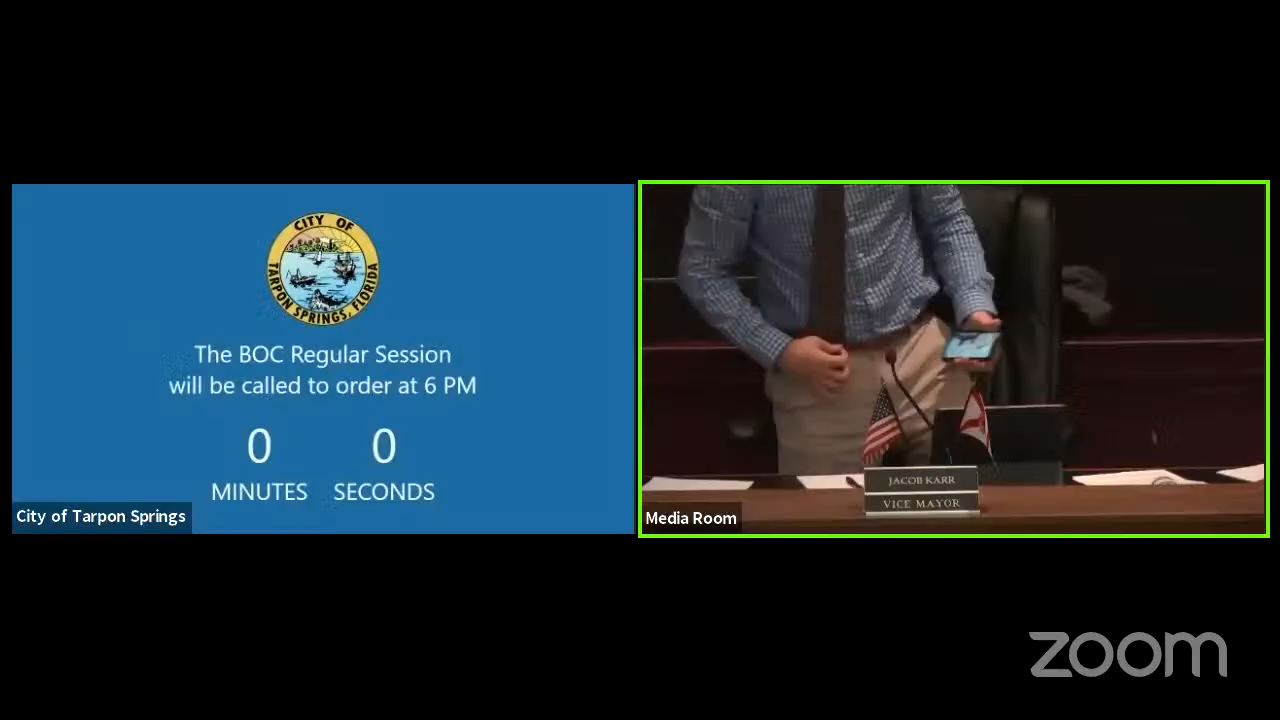 CITY OF
TARPON SPRINGS, FLORIDA
The BOC Regular Session
will be called to order at 6 PM
0 0
MINUTES SECONDS
City of Tarpon Springs
JACOB KARR
VICE MAYOR
Media Room
zoom